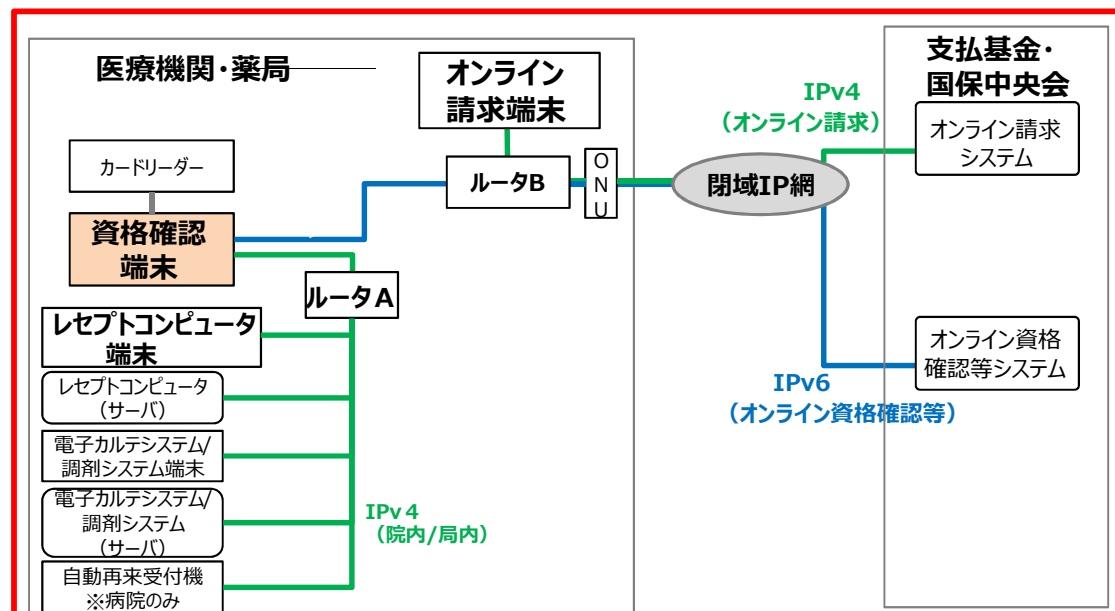 医療機関・薬局
オンライン
請求端末
支払基金・
国保中央会
IPv4
（オンライン請求）
オンライン請求
システム
カードリーダー
ルータB
O
N
U
閉域IP網
資格確認
端末
ルータA
レセプトコンピュータ
端末
オンライン資格
確認等システム
IPv6
（オンライン資格確認等）
レセプトコンピュータ
（サーバ）
電子カルテシステム/
調剤システム端末
電子カルテシステム/
調剤システム
（サーバ）
IPv４
（院内/局内）
自動再来受付機
※病院のみ